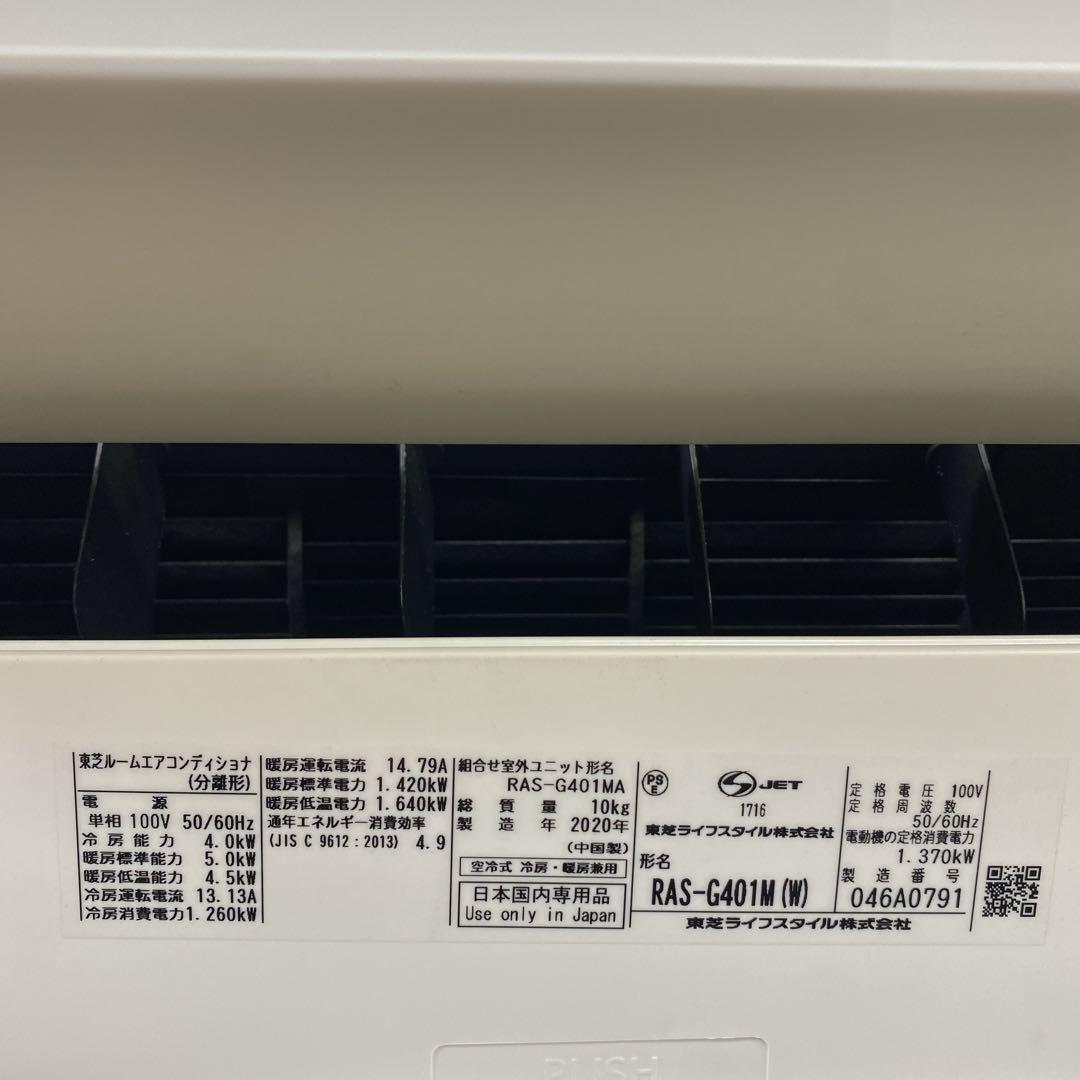 東芝ルームエアコンディショナ
(分離形)
電源
単相 100V 50/60Hz
冷房能力 4.0kW
暖房標準能力 5.0kW
暖房低温能力 4.5kW
冷房運転電流 13.13A
冷房消費電力 1.260kW
暖房運転電流 14.79A
暖房標準電力 1.420kW
暖房低温電力 1.640kW
通年エネルギー消費効率
(JIS C 9612:2013) 4.9
組合せ室外ユニット形名
RAS-G401MA
総質量 10kg
製造年 2020年
(中国製)
空冷式 冷房・暖房兼用
日本国内専用品
Use only in Japan
PS
E
JET
1716
東芝ライフスタイル株式会社
形名
RAS-G401M(W)
定格電圧 100V
定格周波数
50/60Hz
電動機の定格消費電力
1.370kW
製造番号
046A0791
東芝ライフスタイル株式会社
PUSH